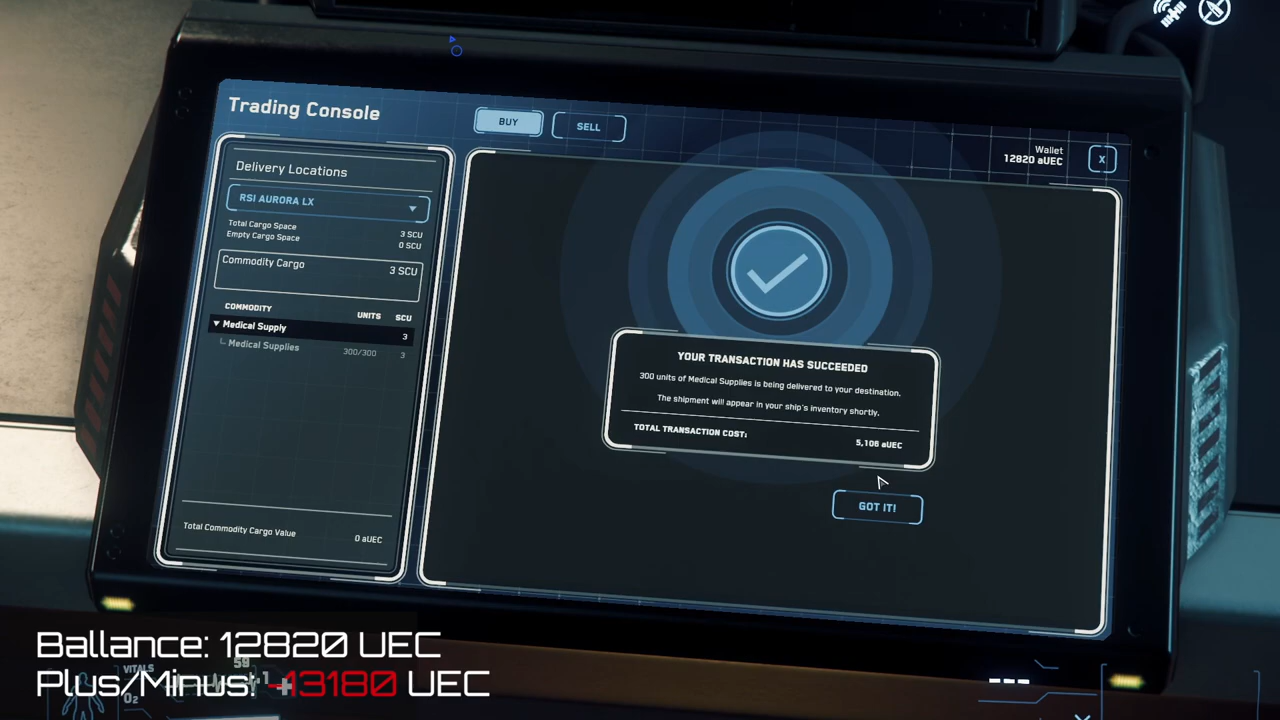 Trading Console
BUY
SELL
Wallet
12820 aUEC
X
Delivery Locations
RSI AURORA LX
Total Cargo Space 3 SCU
Empty Cargo Space 0 SCU
Commodity Cargo 3 SCU
COMMODITY UNITS SCU
Medical Supply 3
Medical Supplies 300/300 3
Total Commodity Cargo Value 0 aUEC
YOUR TRANSACTION HAS SUCCEEDED
300 units of Medical Supplies is being delivered to your destination.
The shipment will appear in your ship's inventory shortly.
TOTAL TRANSACTION COST: 5,106 aUEC
GOT IT!
Ballance: 12820 UEC
Plus/Minus: -13180 UEC
VITALS
59
O2